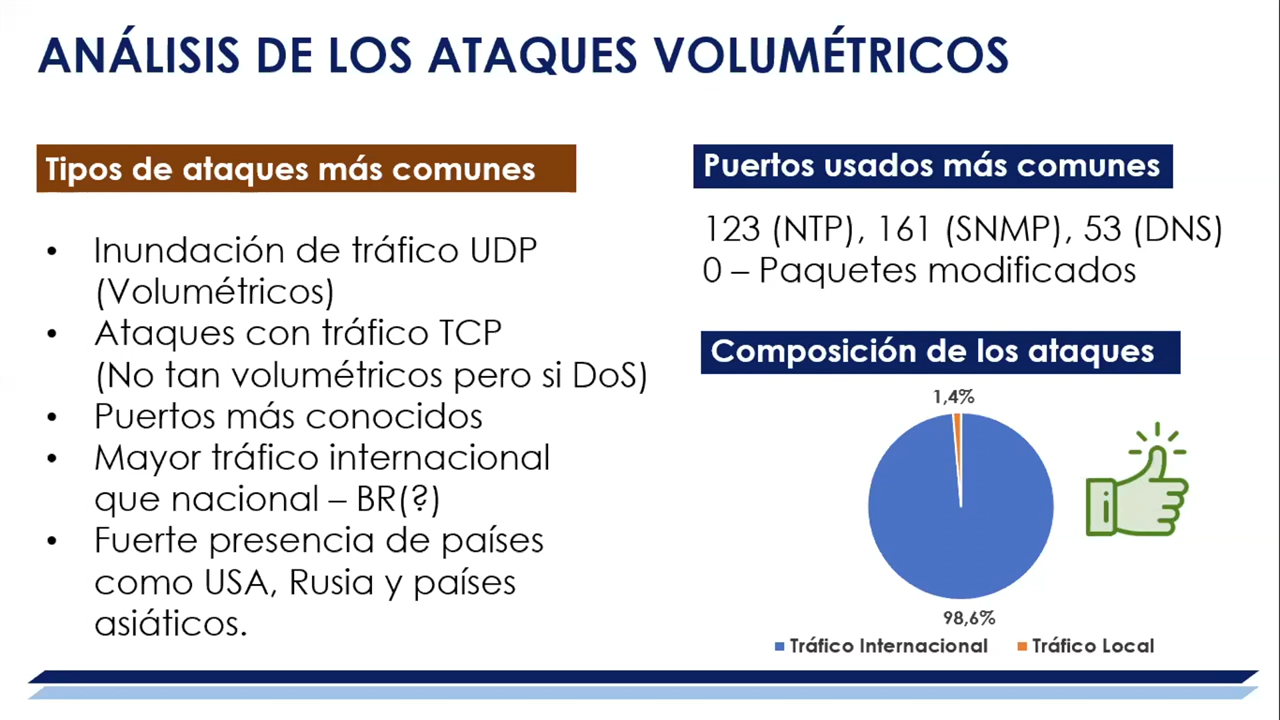 ANÁLISIS DE LOS ATAQUES VOLUMÉTRICOS
Tipos de ataques más comunes
• Inundación de tráfico UDP
(Volumétricos)
• Ataques con tráfico TCP
(No tan volumétricos pero si DoS)
• Puertos más conocidos
• Mayor tráfico internacional
que nacional – BR(?)
• Fuerte presencia de países
como USA, Rusia y países
asiáticos.
Puertos usados más comunes
123 (NTP), 161 (SNMP), 53 (DNS)
0 – Paquetes modificados
Composición de los ataques
1,4%
98,6%
Tráfico Internacional
Tráfico Local